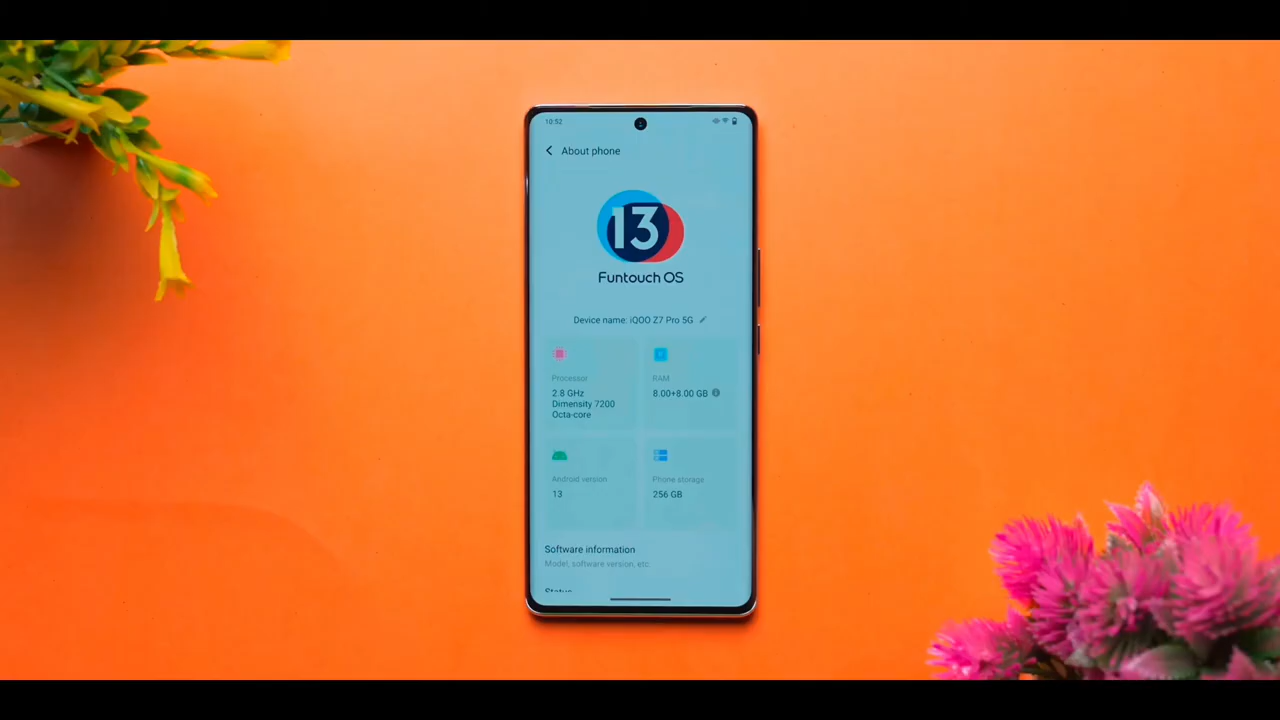 10:52
About phone
13
Funtouch OS
Device name: iQOO Z7 Pro 5G
Processor
2.8 GHz
Dimensity 7200
Octa-core
RAM
8.00+8.00 GB
Android version
13
Phone storage
256 GB
Software information
Model, software version, etc.
Status